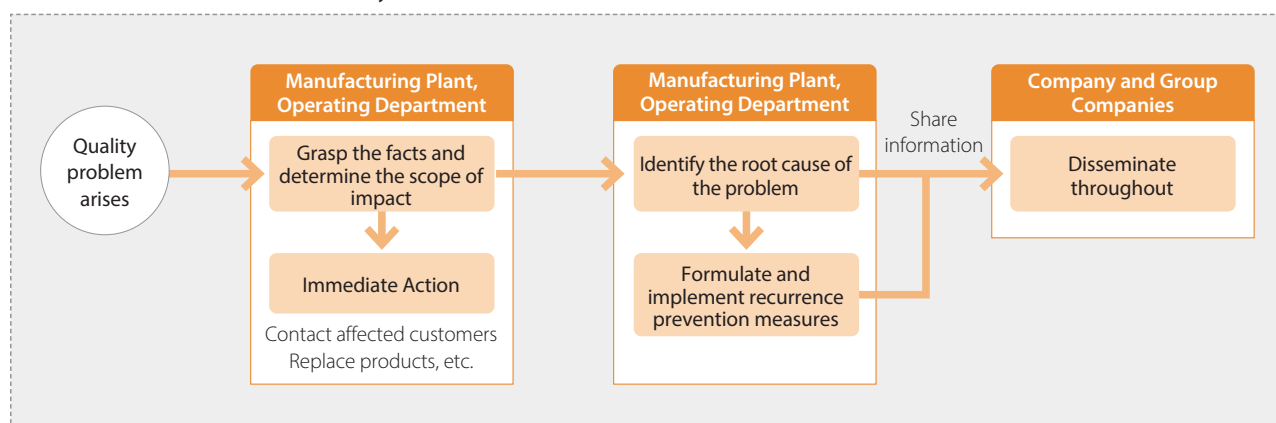 Quality
problem
arises
Manufacturing Plant,
Operating Department
Grasp the facts and
determine the scope of
impact
Immediate Action
Contact affected customers
Replace products, etc.
Manufacturing Plant,
Operating Department
Identify the root cause of
the problem
Formulate and
implement recurrence
prevention measures
Share
information
Company and Group
Companies
Disseminate
throughout